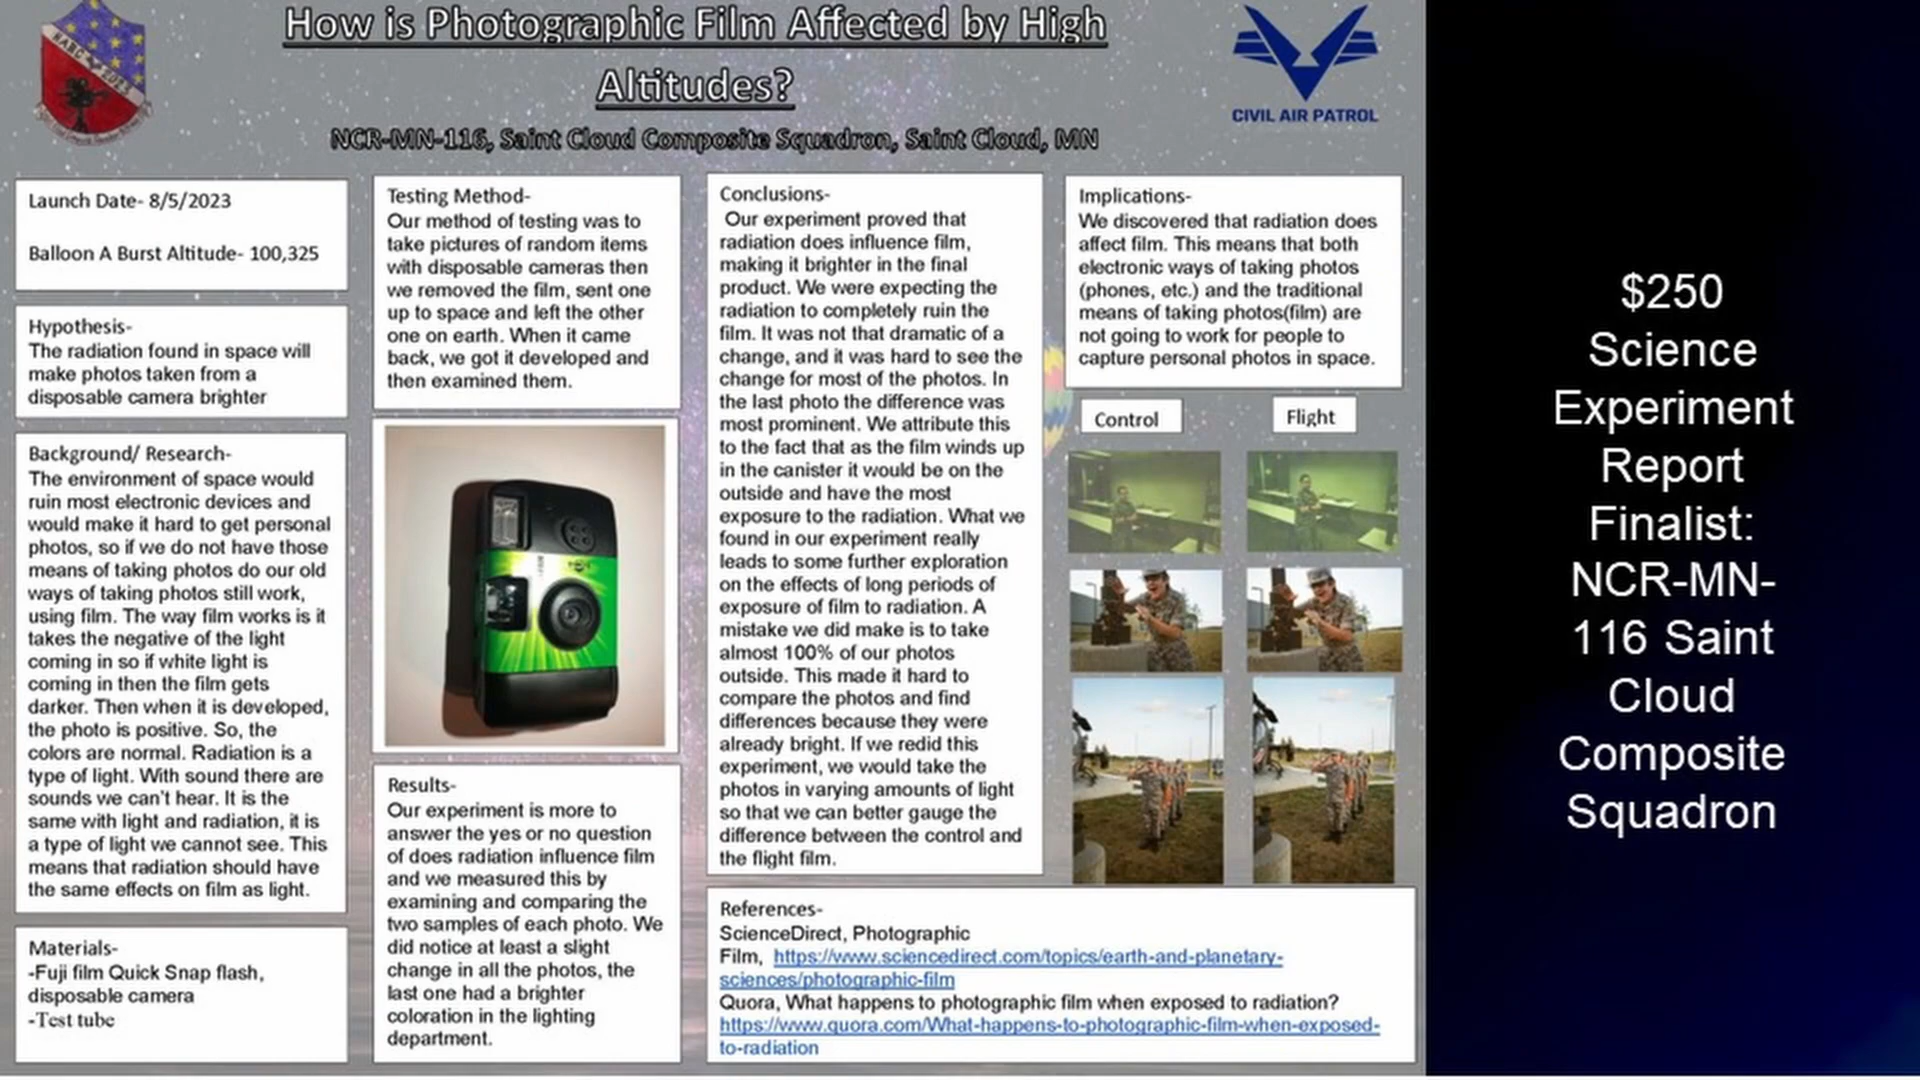 How is Photographic Film Affected by High
Altitudes?
NCR-MN-116, Saint Cloud Composite Squadron, Saint Cloud, MN
HARC 2023
CIVIL AIR PATROL
Launch Date- 8/5/2023
Balloon A Burst Altitude- 100,325
Hypothesis-
The radiation found in space will
make photos taken from a
disposable camera brighter
Background/ Research-
The environment of space would
ruin most electronic devices and
would make it hard to get personal
photos, so if we do not have those
means of taking photos do our old
ways of taking photos still work,
using film. The way film works is it
takes the negative of the light
coming in so if white light is
coming in then the film gets
darker. Then when it is developed,
the photo is positive. So, the
colors are normal. Radiation is a
type of light. With sound there are
sounds we can't hear. It is the
same with light and radiation, it is
a type of light we cannot see. This
means that radiation should have
the same effects on film as light.
Materials-
-Fuji film Quick Snap flash,
disposable camera
-Test tube
Testing Method-
Our method of testing was to
take pictures of random items
with disposable cameras then
we removed the film, sent one
up to space and left the other
one on earth. When it came
back, we got it developed and
then examined them.
Results-
Our experiment is more to
answer the yes or no question
of does radiation influence film
and we measured this by
examining and comparing the
two samples of each photo. We
did notice at least a slight
change in all the photos, the
last one had a brighter
coloration in the lighting
department.
Conclusions-
Our experiment proved that
radiation does influence film,
making it brighter in the final
product. We were expecting the
radiation to completely ruin the
film. It was not that dramatic of a
change, and it was hard to see the
change for most of the photos. In
the last photo the difference was
most prominent. We attribute this
to the fact that as the film winds up
in the canister it would be on the
outside and have the most
exposure to the radiation. What we
found in our experiment really
leads to some further exploration
on the effects of long periods of
exposure of film to radiation. A
mistake we did make is to take
almost 100% of our photos
outside. This made it hard to
compare the photos and find
differences because they were
already bright. If we redid this
experiment, we would take the
photos in varying amounts of light
so that we can better gauge the
difference between the control and
the flight film.
Implications-
We discovered that radiation does
affect film. This means that both
electronic ways of taking photos
(phones, etc.) and the traditional
means of taking photos(film) are
not going to work for people to
capture personal photos in space.
Control
Flight
References-
ScienceDirect, Photographic
Film, https://www.sciencedirect.com/topics/earth-and-planetary-
sciences/photographic-film
Quora, What happens to photographic film when exposed to radiation?
https://www.quora.com/What-happens-to-photographic-film-when-exposed-
to-radiation
$250
Science
Experiment
Report
Finalist:
NCR-MN-
116 Saint
Cloud
Composite
Squadron